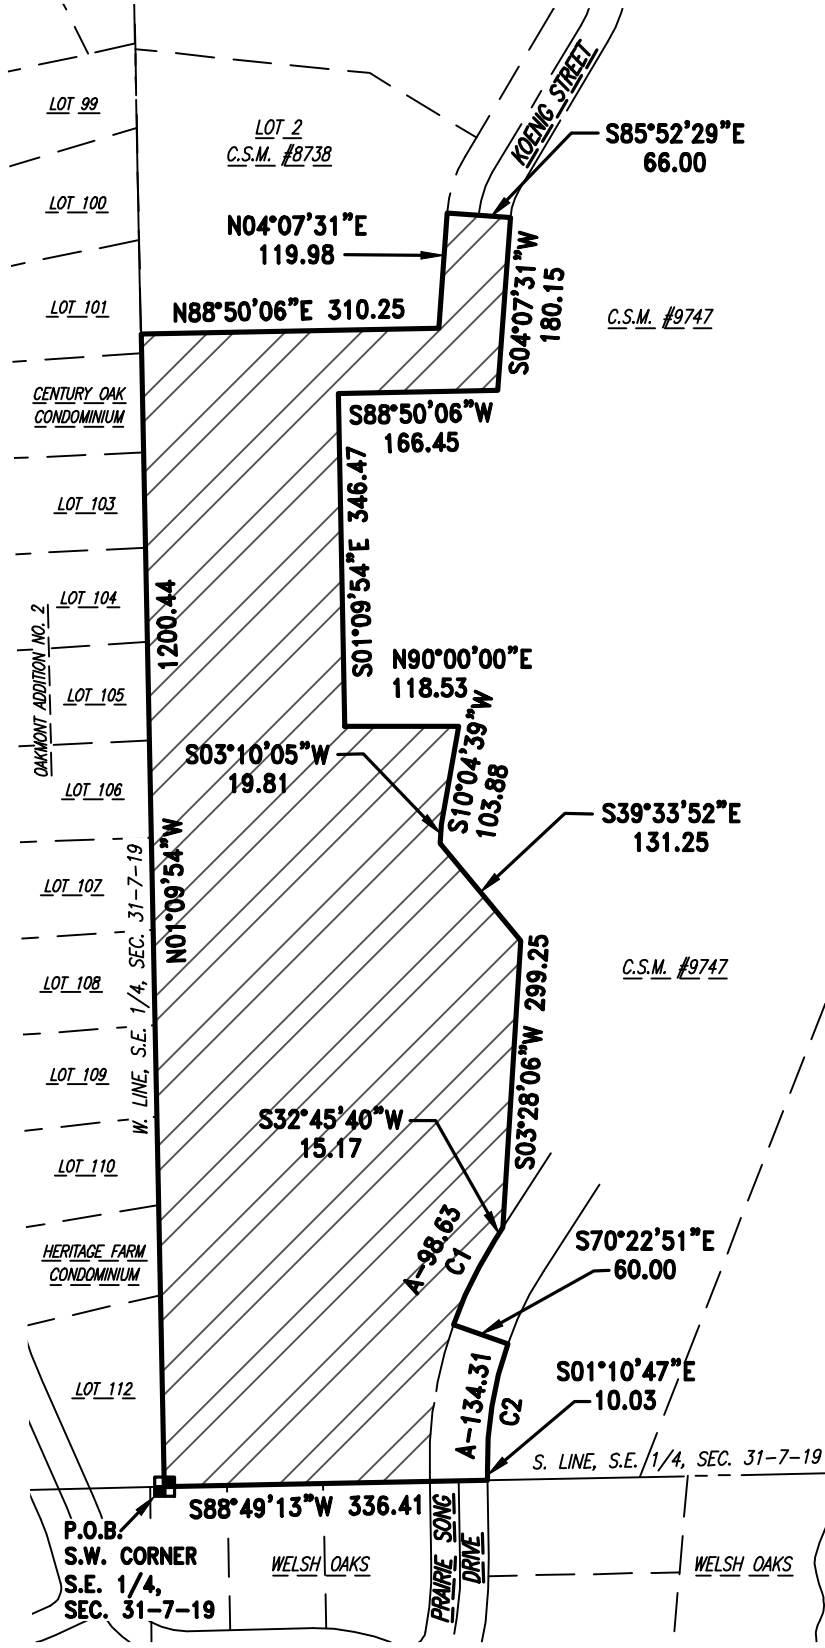 LOT 99
LOT 2
C.S.M. #8738
KOENIG STREET
S85°52'29"E
66.00
LOT 100
N04°07'31"E
119.98
LOT 101
N88°50'06"E 310.25
S04°07'31"W
180.15
C.S.M. #9747
CENTURY OAK
CONDOMINIUM
S88°50'06"W
166.45
LOT 103
S01°09'54"E 346.47
LOT 104
1200.44
OAKMONT ADDITION NO. 2
N90°00'00"E
118.53
LOT 105
S03°10'05"W
19.81
S10°04'39"W
103.88
LOT 106
S39°33'52"E
131.25
N01°09'54"W
W. LINE, S.E. 1/4, SEC. 31-7-19
LOT 107
C.S.M. #9747
LOT 108
S03°28'06"W 299.25
LOT 109
S32°45'40"W
15.17
LOT 110
A-98.63
C1
S70°22'51"E
60.00
HERITAGE FARM
CONDOMINIUM
A-134.31
C2
S01°10'47"E
10.03
LOT 112
S. LINE, S.E. 1/4, SEC. 31-7-19
S88°49'13"W 336.41
P.O.B.
S.W. CORNER
S.E. 1/4,
SEC. 31-7-19
WELSH OAKS
PRAIRIE SONG
DRIVE
WELSH OAKS